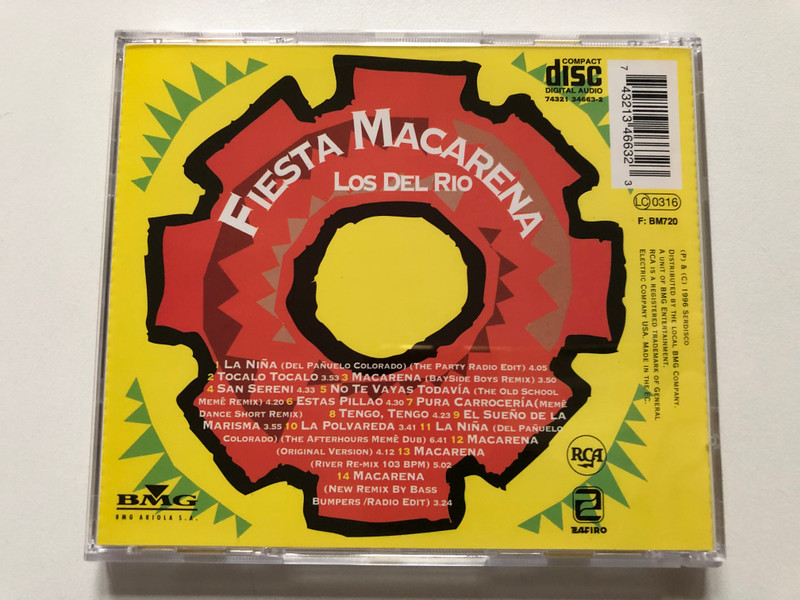 FIESTA MACARENA
LOS DEL RIO
COMPACT
disc
DIGITAL AUDIO
74321 34663-2
7 43213 46632 3
LC 0316
F: BM720
(P) & (C) 1996 SERDISCO
DISTRIBUTED BY THE LOCAL BMG COMPANY.
A UNIT OF BMG ENTERTAINMENT.
RCA IS A REGISTERED TRADEMARK OF GENERAL
ELECTRIC COMPANY USA. MADE IN THE EC.
1 LA NIÑA (DEL PAÑUELO COLORADO) (THE PARTY RADIO EDIT) 4.05
2 TOCALO TOCALO 3.53 3 MACARENA (BAYSIDE BOYS REMIX) 3.50
4 SAN SERENI 4.33 5 NO TE VAYAS TODAVÍA (THE OLD SCHOOL
MEMÊ REMIX) 4.20 6 ESTAS PILLAO 4.30 7 PURA CARROCERÍA(MEMÊ
DANCE SHORT REMIX) 8 TENGO, TENGO 4.23 9 EL SUEÑO DE LA
MARISMA 3.55 10 LA POLVAREDA 3.41 11 LA NIÑA (DEL PAÑUELO
COLORADO) (THE AFTERHOURS MEMÊ DUB) 6.41 12 MACARENA
(ORIGINAL VERSION) 4.12 13 MACARENA
(RIVER RE-MIX 103 BPM) 5.02
14 MACARENA
(NEW REMIX BY BASS
BUMPERS /RADIO EDIT) 3.24
BMG
BMG ARIOLA S.A.
RCA
ZAFIRO